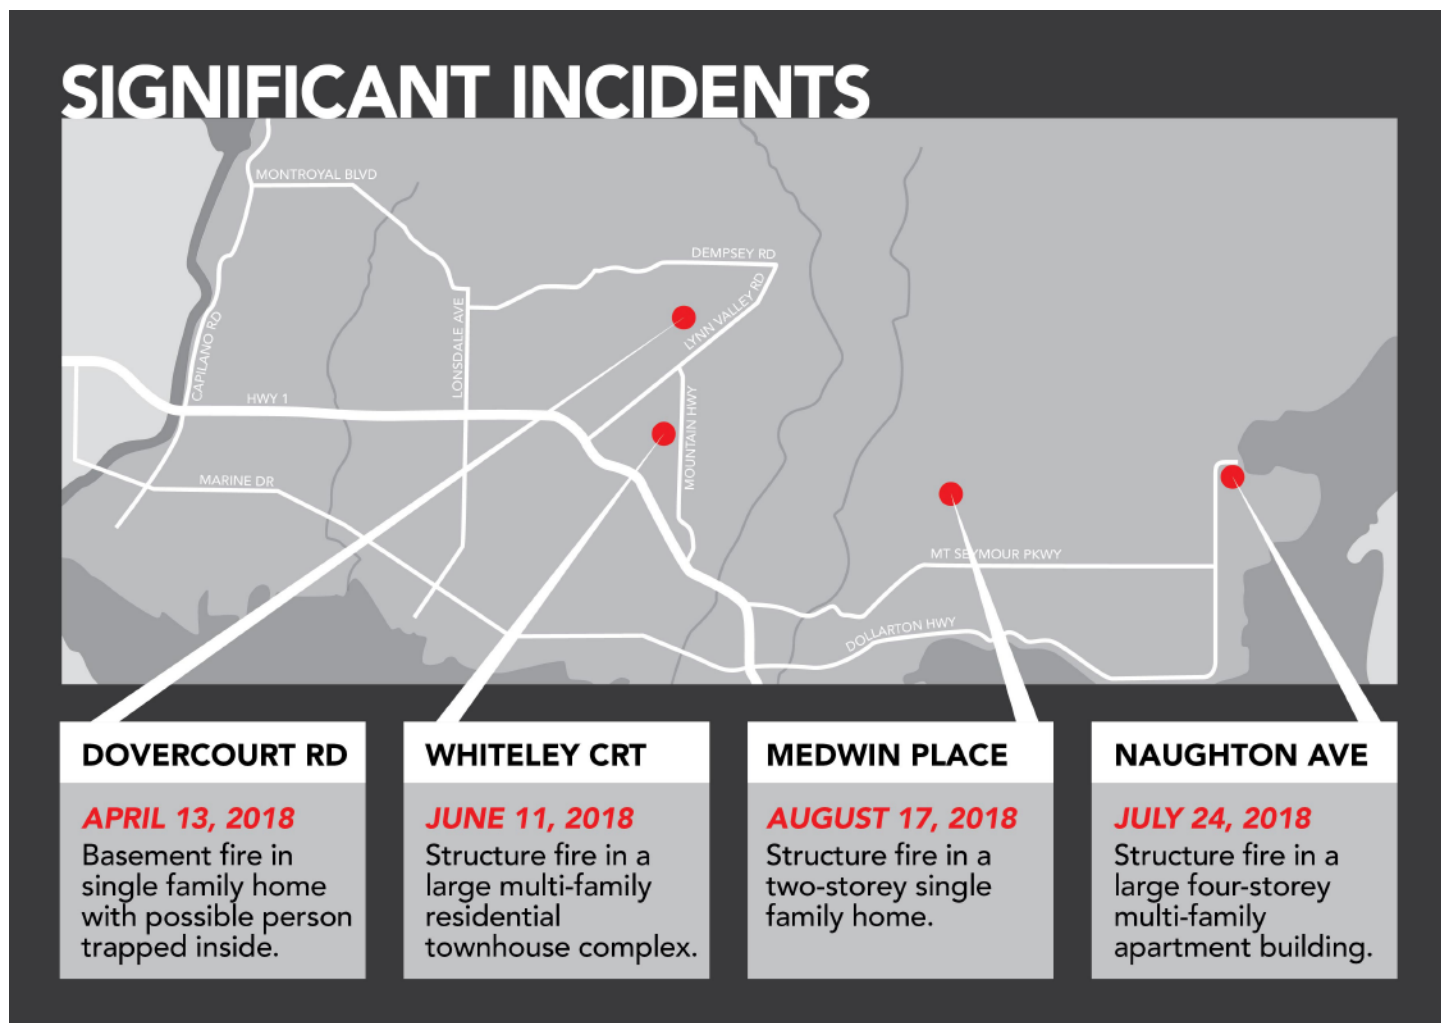 SIGNIFICANT INCIDENTS
MONTROYAL BLVD
DEMPSEY RD
LYNN VALLEY RD
LONSDALE AVE
CAPILANO RD
HWY 1
MOUNTAIN HWY
MARINE DR
MT SEYMOUR PKWY
DOLLARTON HWY
DOVERCOURT RD
APRIL 13, 2018
Basement fire in
single family home
with possible person
trapped inside.
WHITELEY CRT
JUNE 11, 2018
Structure fire in a
large multi-family
residential
townhouse complex.
MEDWIN PLACE
AUGUST 17, 2018
Structure fire in a
two-storey single
family home.
NAUGHTON AVE
JULY 24, 2018
Structure fire in a
large four-storey
multi-family
apartment building.